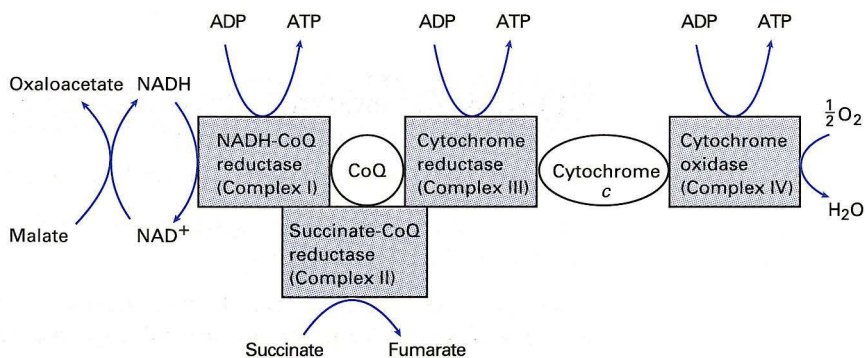 ADP ATP ADP ATP ADP ATP
Oxaloacetate NADH
½O₂
NADH-CoQ
reductase
(Complex I)
CoQ
Cytochrome
reductase
(Complex III)
Cytochrome
c
Cytochrome
oxidase
(Complex IV)
H₂O
Malate NAD⁺
Succinate-CoQ
reductase
(Complex II)
Succinate Fumarate